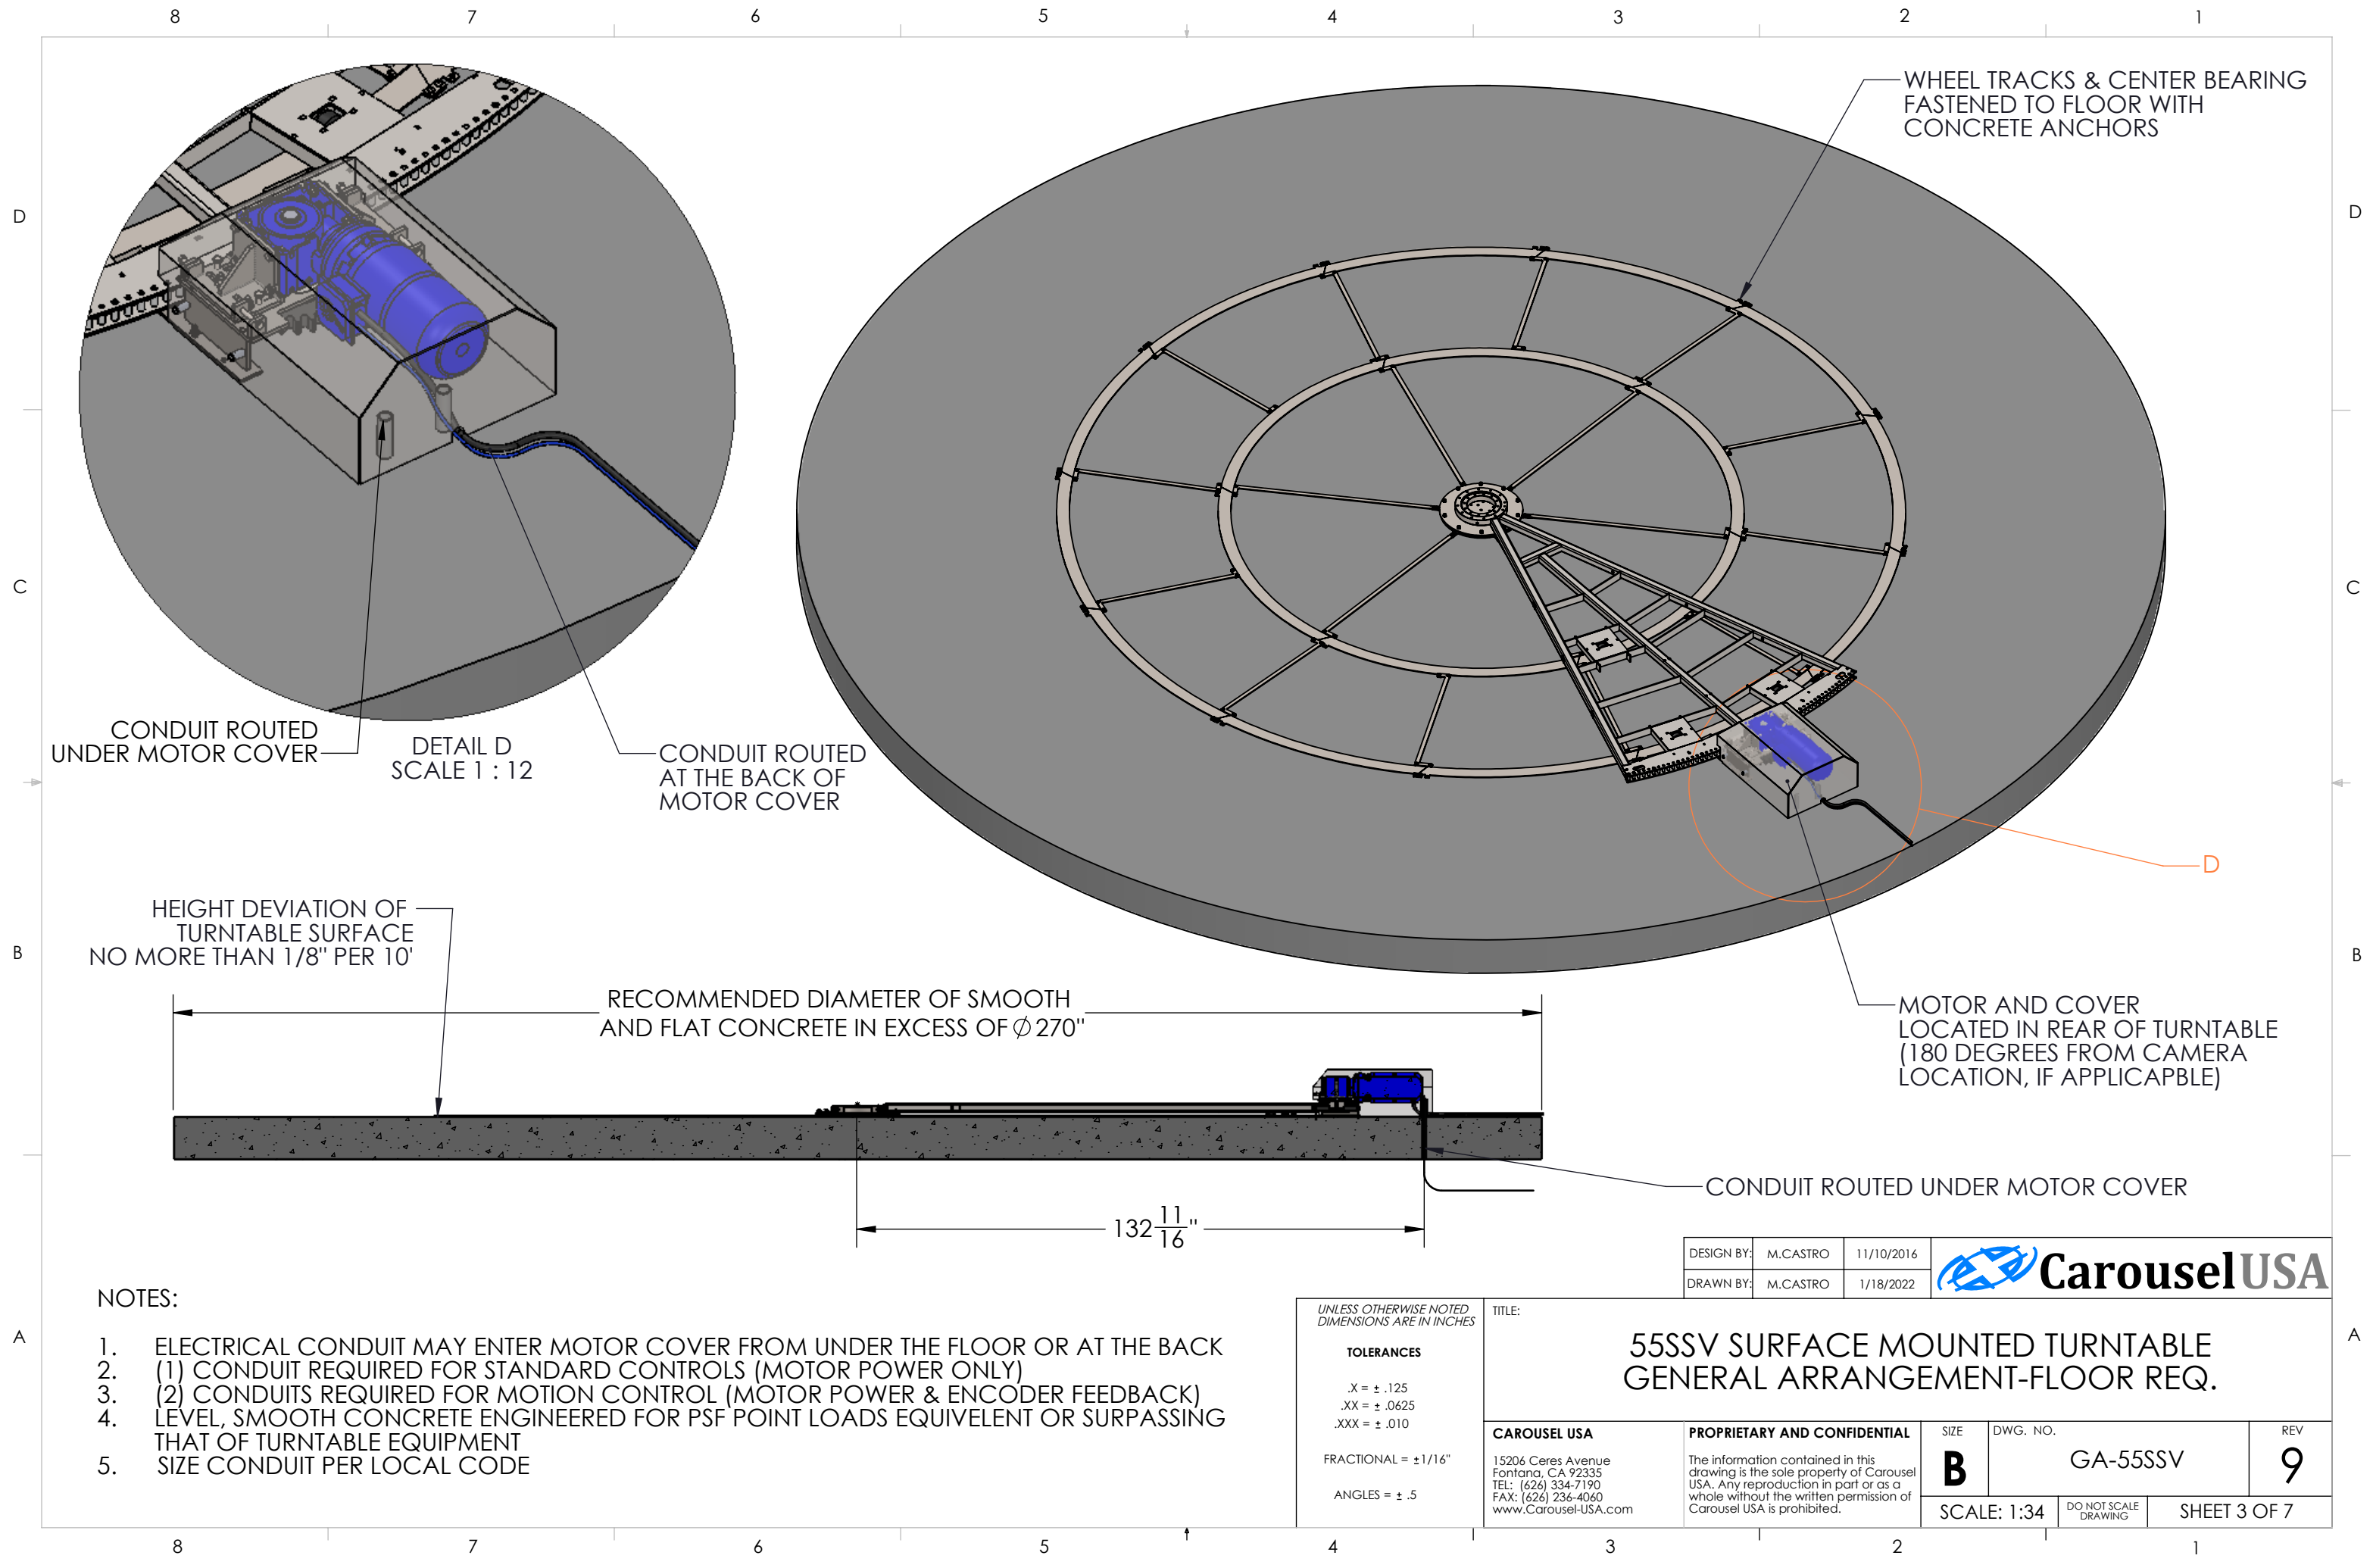 8 7 6 5 4 3 2 1
D
D
C
C
B
B
A
A
WHEEL TRACKS & CENTER BEARING
FASTENED TO FLOOR WITH
CONCRETE ANCHORS
CONDUIT ROUTED
UNDER MOTOR COVER
DETAIL D
SCALE 1 : 12
CONDUIT ROUTED
AT THE BACK OF
MOTOR COVER
D
HEIGHT DEVIATION OF
TURNTABLE SURFACE
NO MORE THAN 1/8" PER 10'
RECOMMENDED DIAMETER OF SMOOTH
AND FLAT CONCRETE IN EXCESS OF ∅270"
MOTOR AND COVER
LOCATED IN REAR OF TURNTABLE
(180 DEGREES FROM CAMERA
LOCATION, IF APPLICAPBLE)
CONDUIT ROUTED UNDER MOTOR COVER
132 11/16"
NOTES:
1. ELECTRICAL CONDUIT MAY ENTER MOTOR COVER FROM UNDER THE FLOOR OR AT THE BACK
2. (1) CONDUIT REQUIRED FOR STANDARD CONTROLS (MOTOR POWER ONLY)
3. (2) CONDUITS REQUIRED FOR MOTION CONTROL (MOTOR POWER & ENCODER FEEDBACK)
4. LEVEL, SMOOTH CONCRETE ENGINEERED FOR PSF POINT LOADS EQUIVELENT OR SURPASSING
THAT OF TURNTABLE EQUIPMENT
5. SIZE CONDUIT PER LOCAL CODE
DESIGN BY: M.CASTRO 11/10/2016
DRAWN BY: M.CASTRO 1/18/2022
CarouselUSA
UNLESS OTHERWISE NOTED
DIMENSIONS ARE IN INCHES
TOLERANCES
.X = ± .125
.XX = ± .0625
.XXX = ± .010
FRACTIONAL = ±1/16"
ANGLES = ± .5
TITLE:
55SSV SURFACE MOUNTED TURNTABLE
GENERAL ARRANGEMENT-FLOOR REQ.
CAROUSEL USA
15206 Ceres Avenue
Fontana, CA 92335
TEL: (626) 334-7190
FAX: (626) 236-4060
www.Carousel-USA.com
PROPRIETARY AND CONFIDENTIAL
The information contained in this
drawing is the sole property of Carousel
USA. Any reproduction in part or as a
whole without the written permission of
Carousel USA is prohibited.
SIZE
B
DWG. NO.
GA-55SSV
REV
9
SCALE: 1:34
DO NOT SCALE
DRAWING
SHEET 3 OF 7
8 7 6 5 4 3 2 1